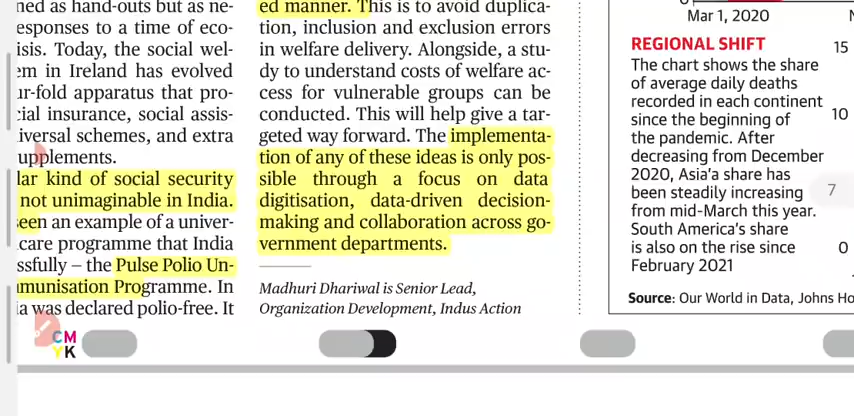 ned as hand-outs but as ne-
esponses to a time of eco-
isis. Today, the social wel-
em in Ireland has evolved
ur-fold apparatus that pro-
cial insurance, social assis-
iversal schemes, and extra
upplements.
lar kind of social security
not unimaginable in India.
seen an example of a univer-
care programme that India
ssfully – the Pulse Polio Un-
munisation Programme. In
ia was declared polio-free. It
ed manner. This is to avoid duplica-
tion, inclusion and exclusion errors
in welfare delivery. Alongside, a stu-
dy to understand costs of welfare ac-
cess for vulnerable groups can be
conducted. This will help give a tar-
geted way forward. The implementa-
tion of any of these ideas is only pos-
sible through a focus on data
digitisation, data-driven decision-
making and collaboration across go-
vernment departments.
Madhuri Dhariwal is Senior Lead,
Organization Development, Indus Action
0
Mar 1, 2020
N
REGIONAL SHIFT
The chart shows the share
of average daily deaths
recorded in each continent
since the beginning of
the pandemic. After
decreasing from December
2020, Asia'a share has
been steadily increasing
from mid-March this year.
South America's share
is also on the rise since
February 2021
15
10
7
0
Source: Our World in Data, Johns Ho
CM
YK